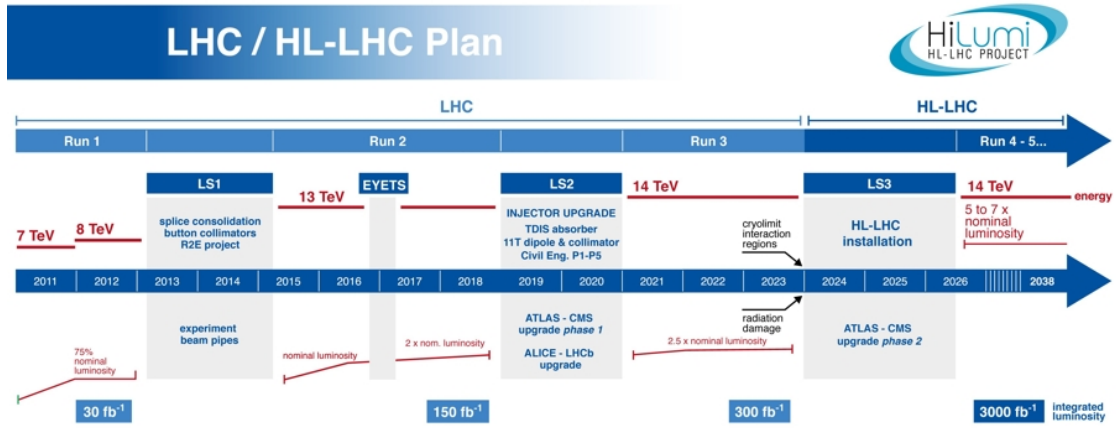 LHC / HL-LHC Plan
HiLumi
HL-LHC PROJECT
LHC
HL-LHC
Run 1
Run 2
Run 3
Run 4 - 5...
LS1
EYETS
LS2
LS3
splice consolidation
button collimators
R2E project
7 TeV
8 TeV
13 TeV
INJECTOR UPGRADE
TDIS absorber
11T dipole & collimator
Civil Eng. P1-P5
14 TeV
cryolimit
interaction
regions
HL-LHC
installation
14 TeV
energy
5 to 7 x
nominal
luminosity
2011 2012 2013 2014 2015 2016 2017 2018 2019 2020 2021 2022 2023 2024 2025 2026 2038
75%
nominal
luminosity
experiment
beam pipes
nominal luminosity
2 x nom. luminosity
ATLAS - CMS
upgrade phase 1
ALICE - LHCb
upgrade
2.5 x nominal luminosity
radiation
damage
ATLAS - CMS
upgrade phase 2
30 fb⁻¹
150 fb⁻¹
300 fb⁻¹
3000 fb⁻¹
integrated
luminosity